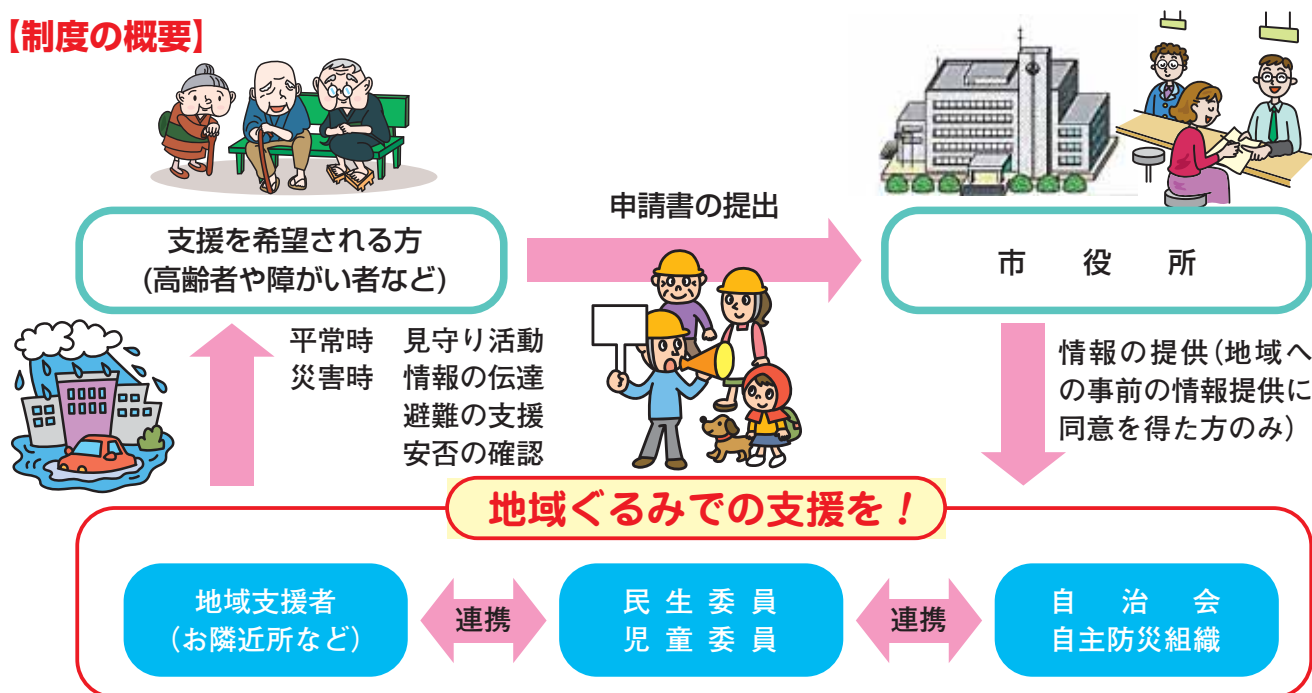 【制度の概要】
申請書の提出
支援を希望される方
(高齢者や障がい者など)
市役所
平常時 見守り活動
災害時 情報の伝達
避難の支援
安否の確認
情報の提供(地域へ
の事前の情報提供に
同意を得た方のみ)
地域ぐるみでの支援を!
地域支援者
(お隣近所など)
連携
民生委員
児童委員
連携
自治会
自主防災組織